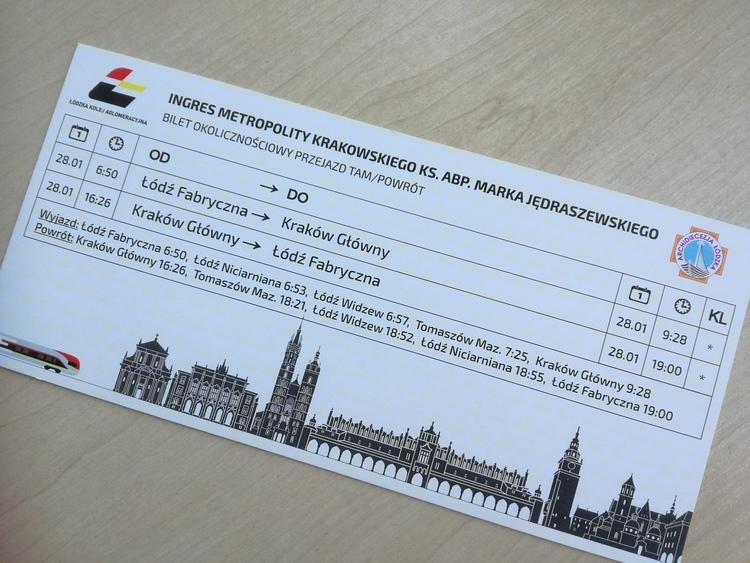 ŁÓDZKA KOLEJ AGLOMERACYJNA
INGRES METROPOLITY KRAKOWSKIEGO KS. ABP. MARKA JĘDRASZEWSKIEGO
BILET OKOLICZNOŚCIOWY PRZEJAZD TAM/POWRÓT
ARCHIDIECEZJA ŁÓDZKA
1 OD → DO 1 KL
28.01 6:50 Łódź Fabryczna → Kraków Główny 28.01 9:28 *
28.01 16:26 Kraków Główny → Łódź Fabryczna 28.01 19:00 *
Wyjazd: Łódź Fabryczna 6:50, Łódź Niciarniana 6:53, Łódź Widzew 6:57, Tomaszów Maz. 7:25, Kraków Główny 9:28
Powrót: Kraków Główny 16:26, Tomaszów Maz. 18:21, Łódź Widzew 18:52, Łódź Niciarniana 18:55, Łódź Fabryczna 19:00